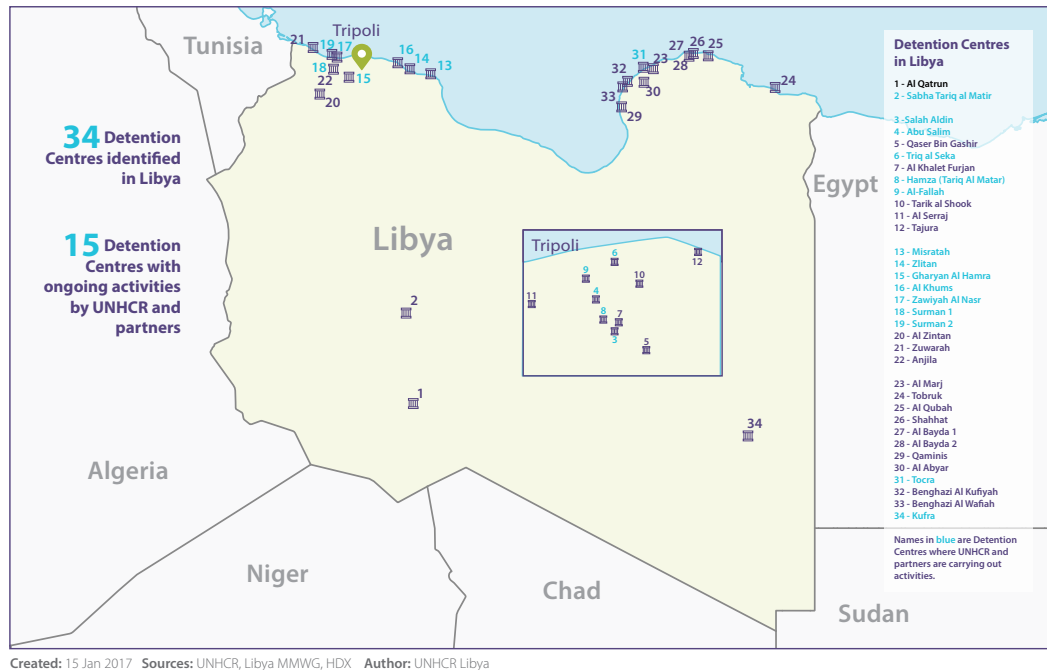 Tunisia
Tripoli
21
19
17
18
22
20
15
16
14
13
27
26
25
31
23
28
32
30
33
29
24
34 Detention
Centres identified
in Libya
15 Detention
Centres with
ongoing activities
by UNHCR and
partners
Libya
Egypt
Tripoli
6
12
9
10
4
11
8
7
3
5
2
1
34
Algeria
Niger
Chad
Sudan
Detention Centres
in Libya
1 - Al Qatrun
2 - Sabha Tariq al Matir
3 -Salah Aldin
4 - Abu Salim
5 - Qaser Bin Gashir
6 - Triq al Seka
7 - Al Khalet Furjan
8 - Hamza (Tariq Al Matar)
9 - Al-Fallah
10 - Tarik al Shook
11 - Al Serraj
12 - Tajura
13 - Misratah
14 - Zlitan
15 - Gharyan Al Hamra
16 - Al Khums
17 - Zawiyah Al Nasr
18 - Surman 1
19 - Surman 2
20 - Al Zintan
21 - Zuwarah
22 - Anjila
23 - Al Marj
24 - Tobruk
25 - Al Qubah
26 - Shahhat
27 - Al Bayda 1
28 - Al Bayda 2
29 - Qaminis
30 - Al Abyar
31 - Tocra
32 - Benghazi Al Kufiyah
33 - Benghazi Al Wafiah
34 - Kufra
Names in blue are Detention
Centres where UNHCR and
partners are carrying out
activities.
Created: 15 Jan 2017 Sources: UNHCR, Libya MMWG, HDX Author: UNHCR Libya